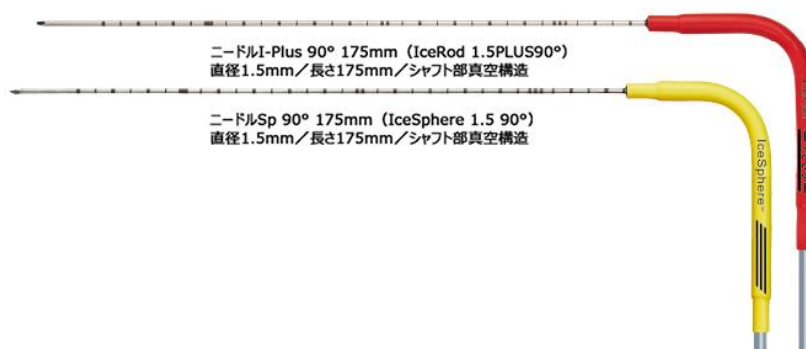 ニードルI-Plus 90° 175mm（IceRod 1.5PLUS90°）
直径1.5mm／長さ175mm／シャフト部真空構造
ニードルSp 90° 175mm（IceSphere 1.5 90°）
直径1.5mm／長さ175mm／シャフト部真空構造
IceSphere™